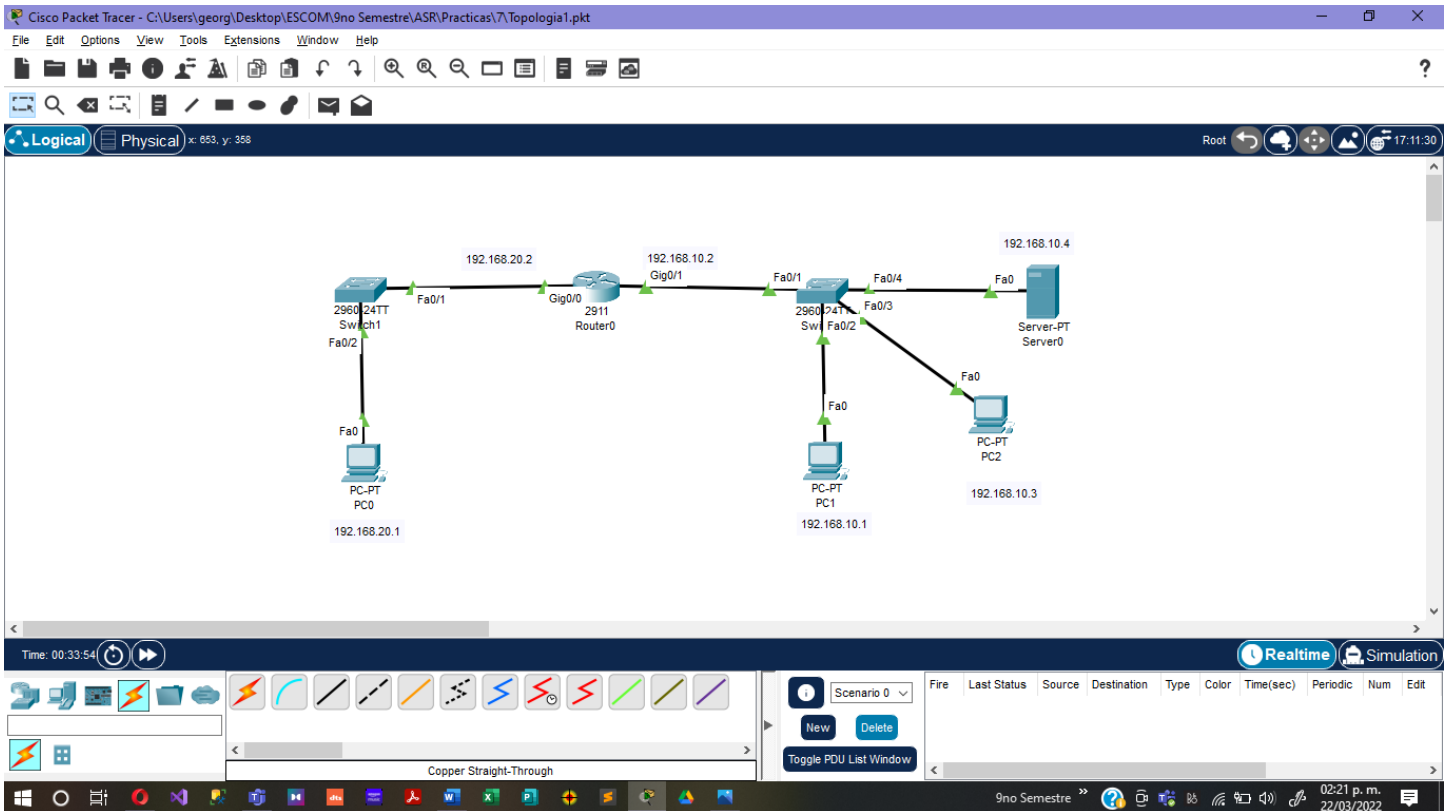 Cisco Packet Tracer - C:\Users\georg\Desktop\ESCOM\9no Semestre\ASR\Practicas\7\Topologia1.pkt
File Edit Options View Tools Extensions Window Help
Logical Physical x: 653, y: 358 Root 17:11:30
192.168.10.4
192.168.20.2 192.168.10.2
Gig0/1 Fa0/1 Fa0/4 Fa0
Fa0/1 Gig0/0 Fa0/3
2960-24TT 2911 2960-24TT
Switch1 Router0 Swi Fa0/2 Server-PT
Fa0/2 Server0
Fa0
Fa0
Fa0
PC-PT
PC2
PC-PT PC-PT
PC0 PC1
192.168.10.3
192.168.20.1 192.168.10.1
Time: 00:33:54 Realtime Simulation
Scenario 0 Fire Last Status Source Destination Type Color Time(sec) Periodic Num Edit
New Delete
Toggle PDU List Window
Copper Straight-Through
9no Semestre » 02:21 p. m.
22/03/2022